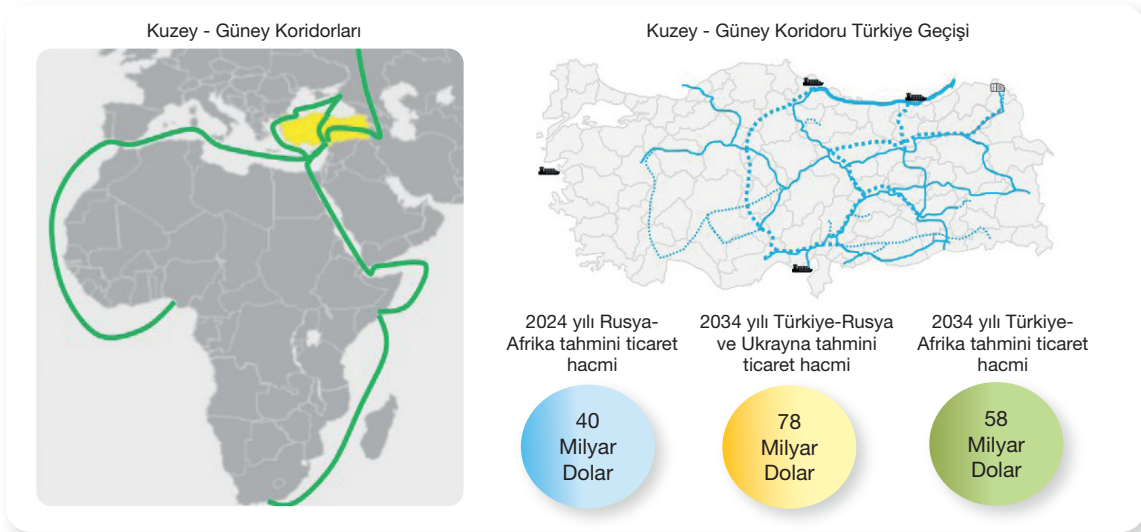 Kuzey - Güney Koridorları
Kuzey - Güney Koridoru Türkiye Geçişi
2024 yılı Rusya-
Afrika tahmini ticaret
hacmi
40
Milyar
Dolar
2034 yılı Türkiye-Rusya
ve Ukrayna tahmini
ticaret hacmi
78
Milyar
Dolar
2034 yılı Türkiye-
Afrika tahmini ticaret
hacmi
58
Milyar
Dolar